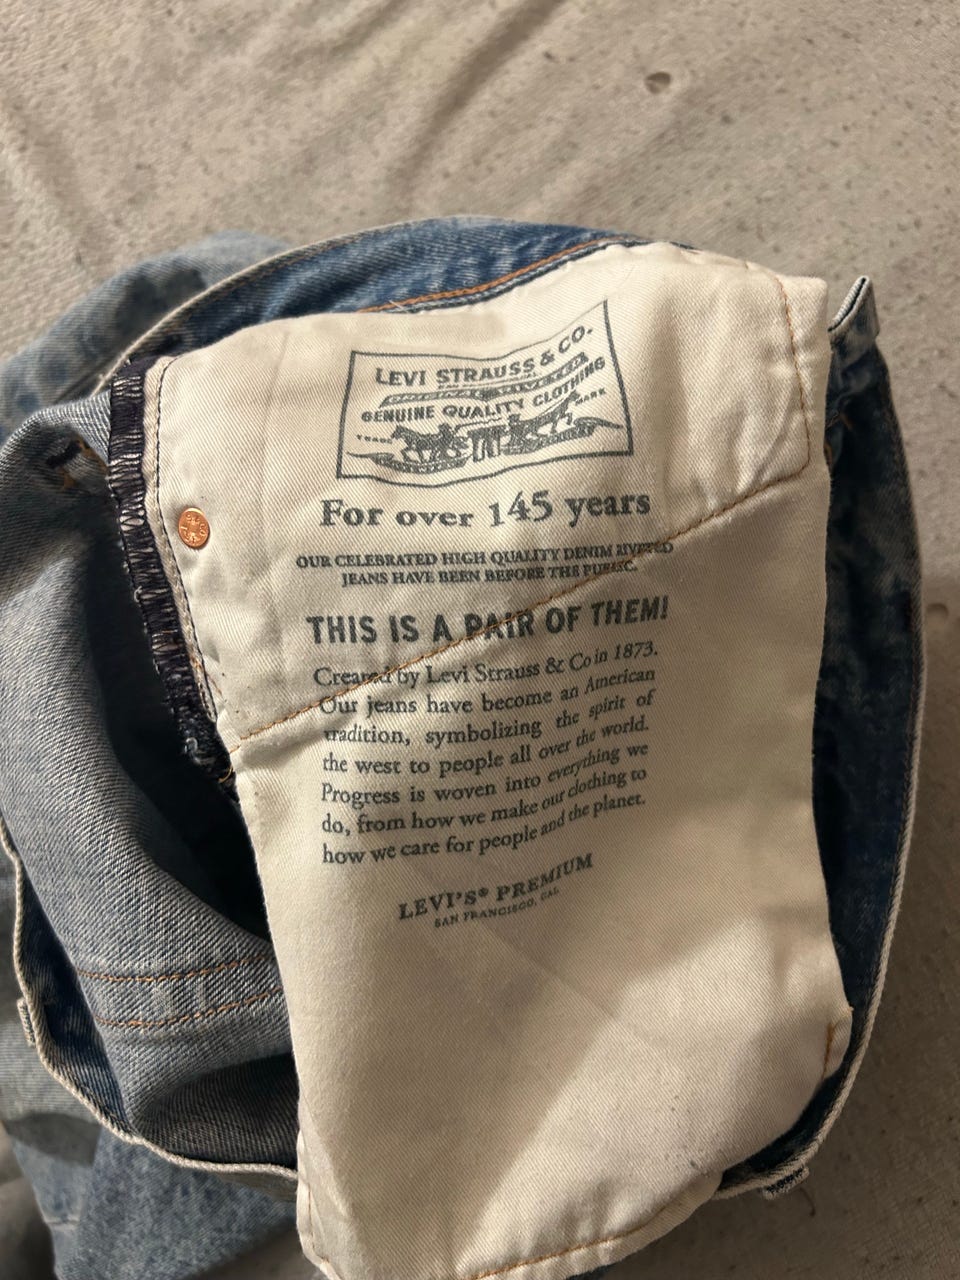 LEVI STRAUSS & CO.
ORIGINAL RIVETED
GENUINE QUALITY CLOTHING
TRADE MARK
For over 145 years
OUR CELEBRATED HIGH QUALITY DENIM RIVETED
JEANS HAVE BEEN BEFORE THE PUBLIC.
THIS IS A PAIR OF THEM!
Created by Levi Strauss & Co in 1873.
Our jeans have become an American
tradition, symbolizing the spirit of
the west to people all over the world.
Progress is woven into everything we
do, from how we make our clothing to
how we care for people and the planet.
LEVI'S® PREMIUM
SAN FRANCISCO, CAL